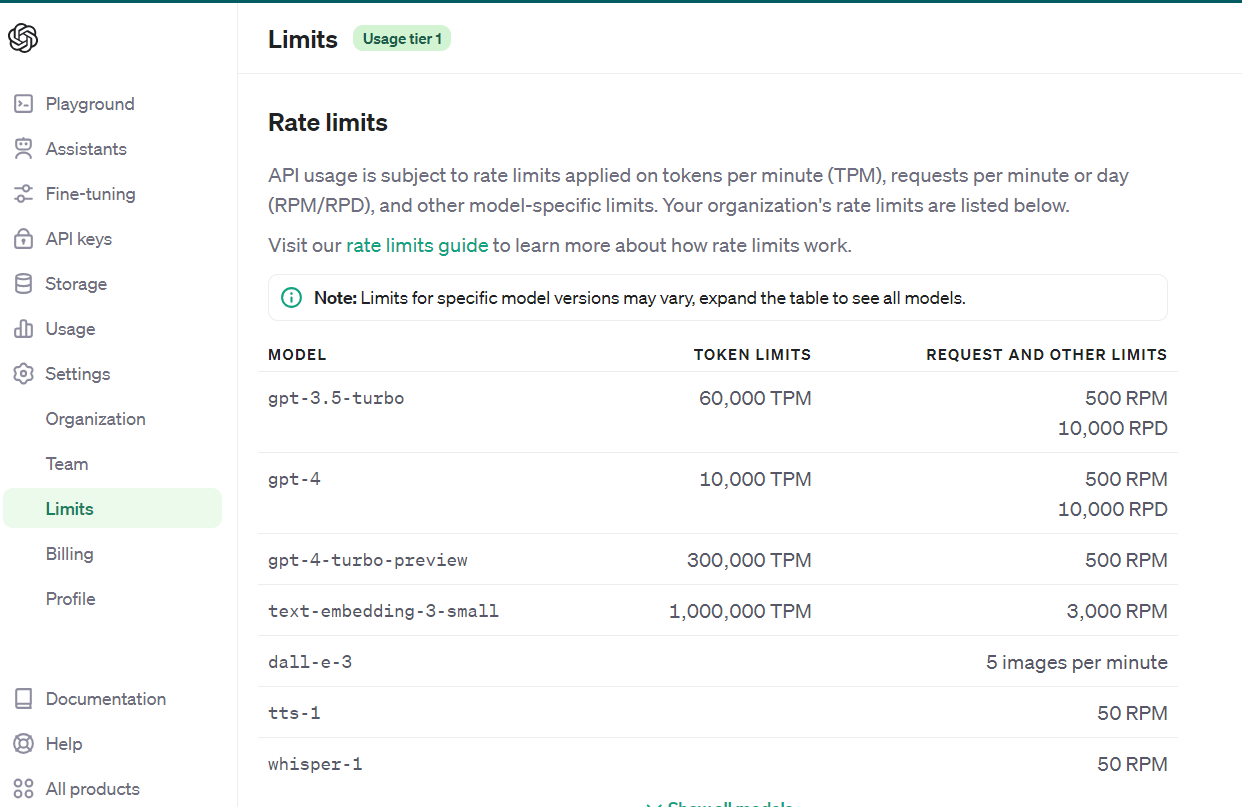 Limits
Usage tier 1
Playground
Assistants
Fine-tuning
API keys
Storage
Usage
Settings
Organization
Team
Limits
Billing
Profile
Documentation
Help
All products
Rate limits
API usage is subject to rate limits applied on tokens per minute (TPM), requests per minute or day
(RPM/RPD), and other model-specific limits. Your organization's rate limits are listed below.
Visit our rate limits guide to learn more about how rate limits work.
Note: Limits for specific model versions may vary, expand the table to see all models.
MODEL TOKEN LIMITS REQUEST AND OTHER LIMITS
gpt-3.5-turbo 60,000 TPM 500 RPM
10,000 RPD
gpt-4 10,000 TPM 500 RPM
10,000 RPD
gpt-4-turbo-preview 300,000 TPM 500 RPM
text-embedding-3-small 1,000,000 TPM 3,000 RPM
dall-e-3 5 images per minute
tts-1 50 RPM
whisper-1 50 RPM
Show all models